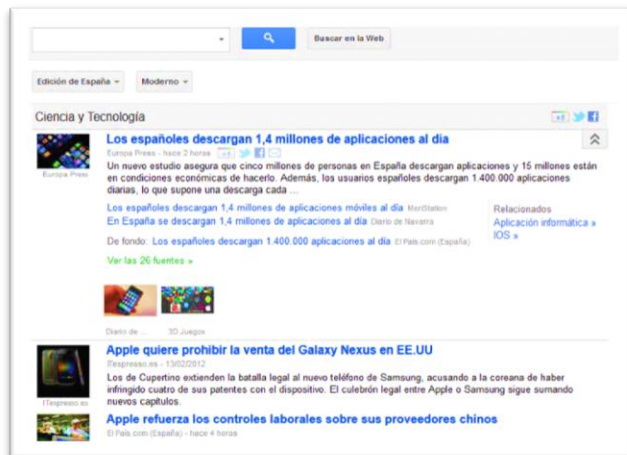 Buscar en la Web
Edición de España
Moderno
Ciencia y Tecnología
Los españoles descargan 1,4 millones de aplicaciones al día
Europa Press - hace 2 horas
Europa Press
Un nuevo estudio asegura que cinco millones de personas en España descargan aplicaciones y 15 millones están
en condiciones económicas de hacerlo. Además, los usuarios españoles descargan 1.400.000 aplicaciones
diarias, lo que supone una descarga cada ...
Los españoles descargan 1,4 millones de aplicaciones móviles al día MeriStation
En España se descargan 1,4 millones de aplicaciones al día Diario de Navarra
De fondo: Los españoles descargan 1.400.000 aplicaciones al día El País.com (España)
Ver las 26 fuentes »
Relacionados
Aplicación informática »
IOS »
Diario de ...
3D Juegos
Apple quiere prohibir la venta del Galaxy Nexus en EE.UU
ITespresso.es - 13/02/2012
Los de Cupertino extienden la batalla legal al nuevo teléfono de Samsung, acusando a la coreana de haber
infringido cuatro de sus patentes con el dispositivo. El culebrón legal entre Apple o Samsung sigue sumando
nuevos capítulos.
ITespresso.es
Apple refuerza los controles laborales sobre sus proveedores chinos
El País.com (España) - hace 4 horas